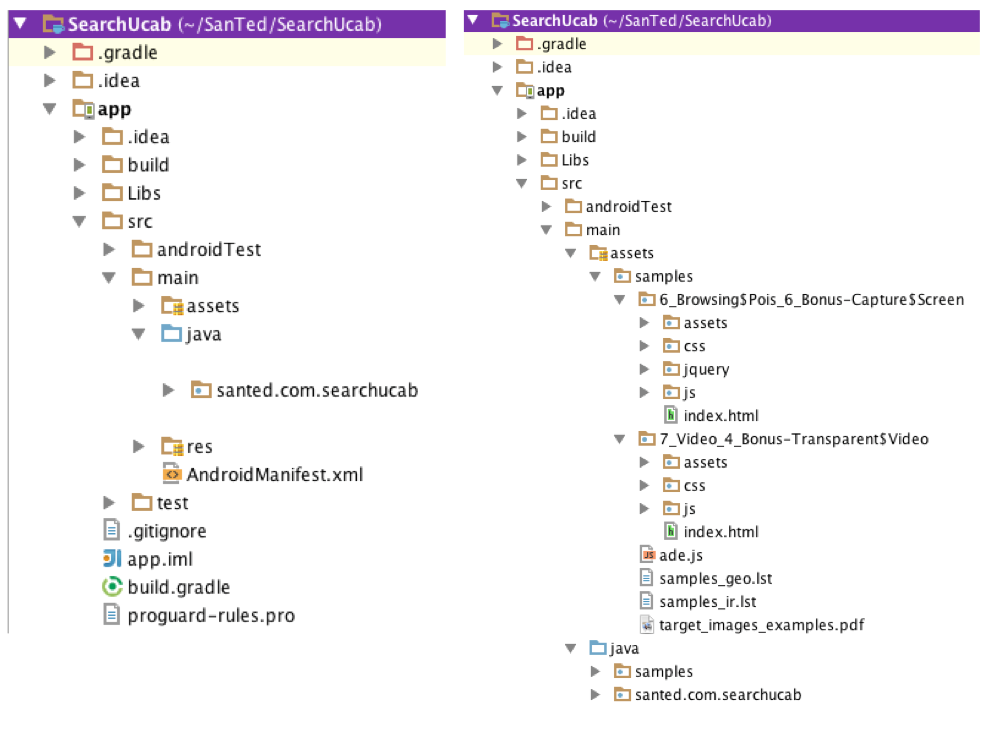 SearchUcab (~/SanTed/SearchUcab)
.gradle
.idea
app
.idea
build
Libs
src
androidTest
main
assets
java
santed.com.searchucab
res
AndroidManifest.xml
test
.gitignore
app.iml
build.gradle
proguard-rules.pro
SearchUcab (~/SanTed/SearchUcab)
.gradle
.idea
app
.idea
build
Libs
src
androidTest
main
assets
samples
6_Browsing$Pois_6_Bonus-Capture$Screen
assets
css
jquery
js
index.html
7_Video_4_Bonus-Transparent$Video
assets
css
js
index.html
ade.js
samples_geo.lst
samples_ir.lst
target_images_examples.pdf
java
samples
santed.com.searchucab